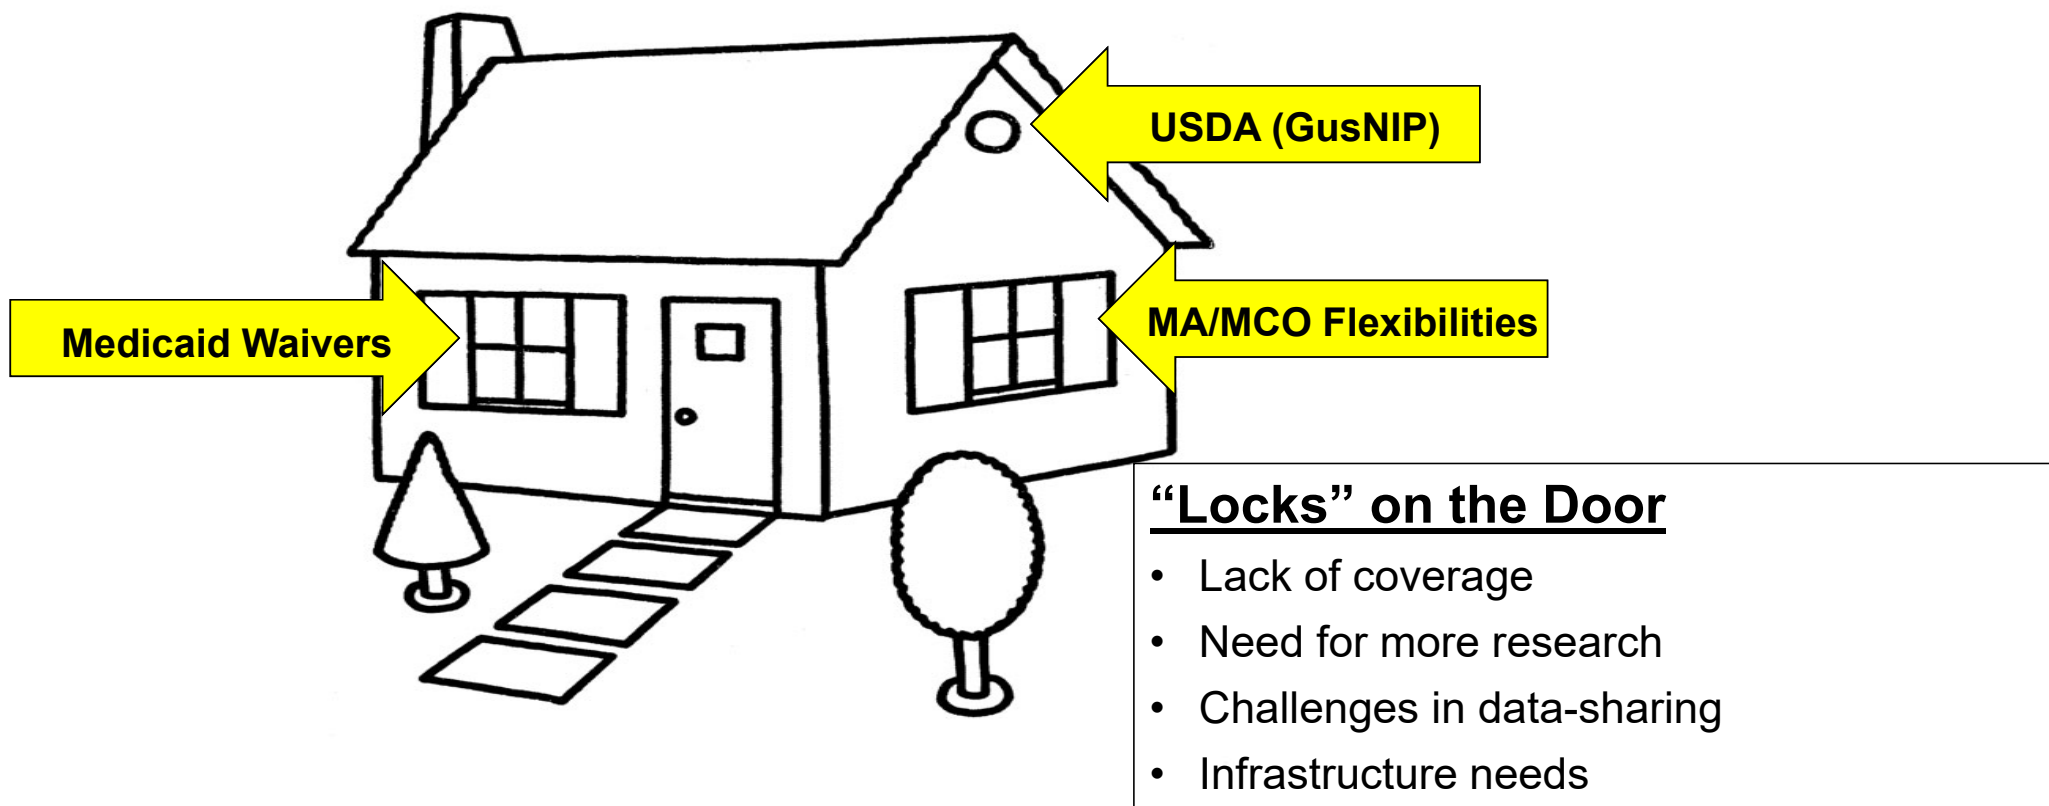 USDA (GusNIP)
Medicaid Waivers
MA/MCO Flexibilities
“Locks” on the Door
• Lack of coverage
• Need for more research
• Challenges in data-sharing
• Infrastructure needs